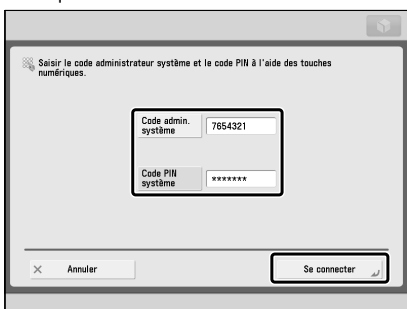 Saisir le code administrateur système et le code PIN à l'aide des touches
numériques.
Code admin.
système
7654321
Code PIN
système
*******
Annuler
Se connecter